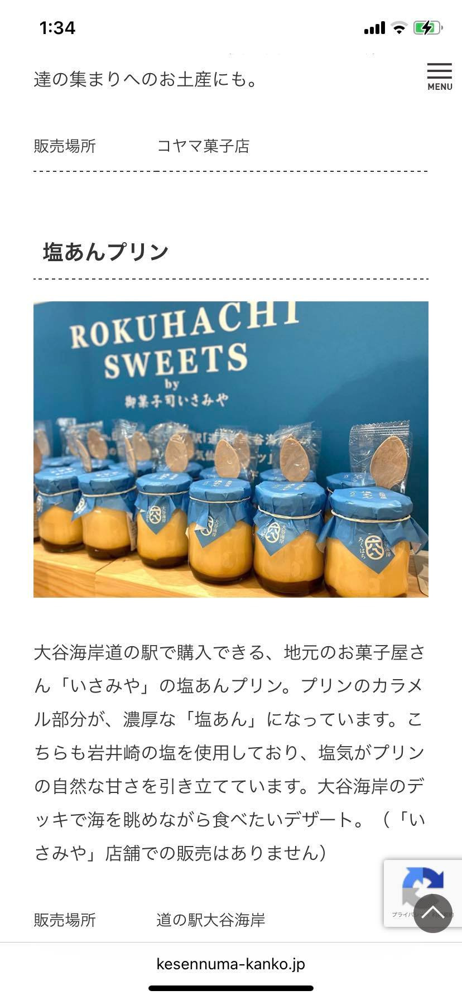 1:34
達の集まりへのお土産にも。
MENU
販売場所 コヤマ菓子店
塩あんプリン
ROKUHACHI
SWEETS
by
御菓子司いさみや
大谷海岸
ろくはち
大谷海岸道の駅で購入できる、地元のお菓子屋さ
ん「いさみや」の塩あんプリン。プリンのカラメ
ル部分が、濃厚な「塩あん」になっています。こ
ちらも岩井崎の塩を使用しており、塩気がプリン
の自然な甘さを引き立てています。大谷海岸のデ
ッキで海を眺めながら食べたいデザート。（「い
さみや」店舗での販売はありません）
販売場所 道の駅大谷海岸
kesennuma-kanko.jp